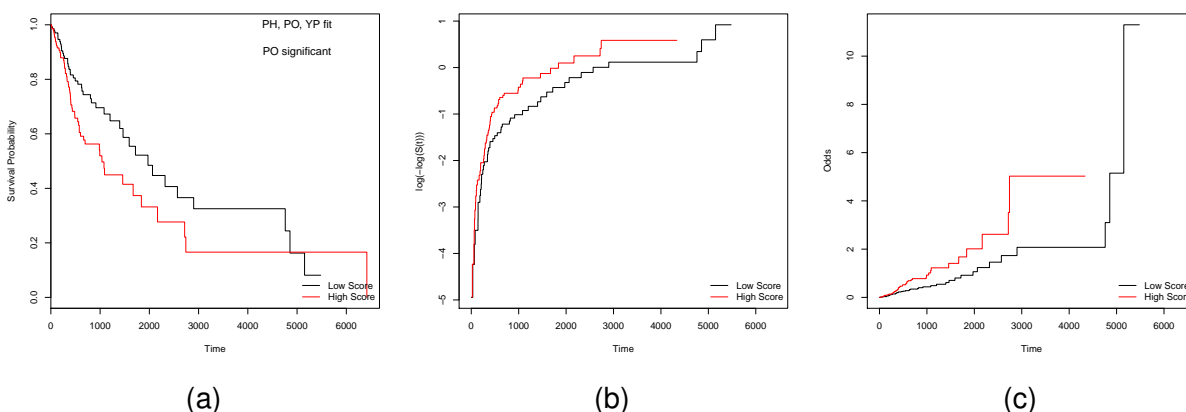 PH, PO, YP fit
PO significant
Survival Probability
1.0
0.8
0.6
0.4
0.2
0.0
Low Score
High Score
0 1000 2000 3000 4000 5000 6000
Time
(a)
log(−log(S(t)))
1
0
−1
−2
−3
−4
−5
Low Score
High Score
0 1000 2000 3000 4000 5000 6000
Time
(b)
Odds
10
8
6
4
2
0
Low Score
High Score
0 1000 2000 3000 4000 5000 6000
Time
(c)